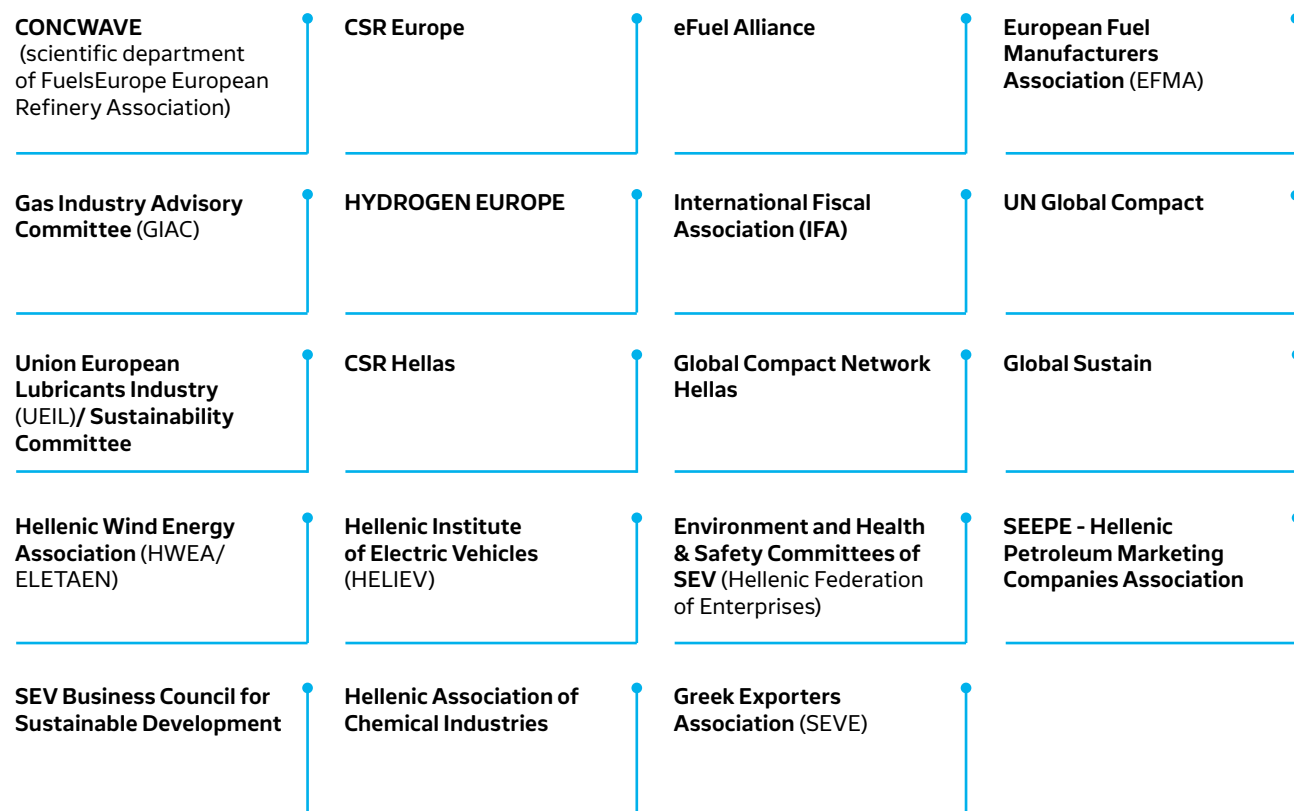 CONCWAVE
(scientific department
of FuelsEurope European
Refinery Association)
CSR Europe
eFuel Alliance
European Fuel
Manufacturers
Association (EFMA)
Gas Industry Advisory
Committee (GIAC)
HYDROGEN EUROPE
International Fiscal
Association (IFA)
UN Global Compact
Union European
Lubricants Industry
(UEIL)/ Sustainability
Committee
CSR Hellas
Global Compact Network
Hellas
Global Sustain
Hellenic Wind Energy
Association (HWEA/
ELETAEN)
Hellenic Institute
of Electric Vehicles
(HELIEV)
Environment and Health
& Safety Committees of
SEV (Hellenic Federation
of Enterprises)
SEEPE - Hellenic
Petroleum Marketing
Companies Association
SEV Business Council for
Sustainable Development
Hellenic Association of
Chemical Industries
Greek Exporters
Association (SEVE)